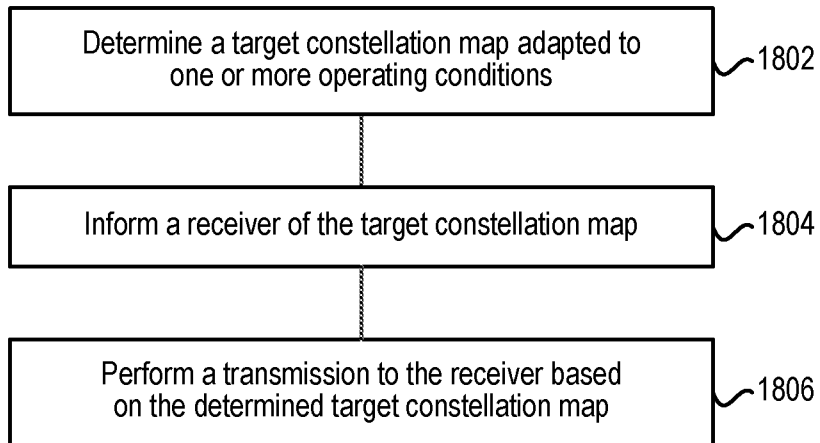 Determine a target constellation map adapted to
one or more operating conditions
1802
Inform a receiver of the target constellation map
1804
Perform a transmission to the receiver based
on the determined target constellation map
1806